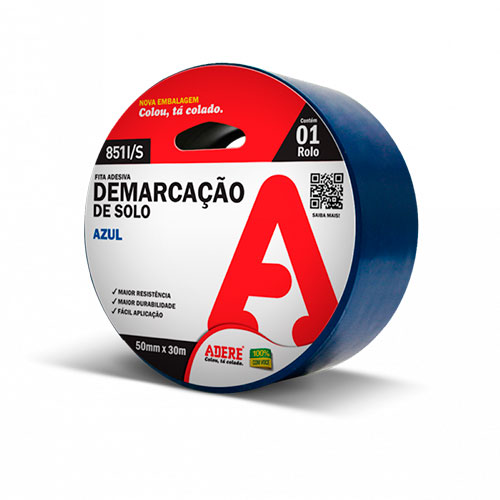 NOVA EMBALAGEM
Colou, tá colado.
Contém
01
Rolo
851I/S
FITA ADESIVA
DEMARCAÇÃO
DE SOLO
AZUL
SAIBA MAIS!
✓ MAIOR RESISTÊNCIA
✓ MAIOR DURABILIDADE
✓ FÁCIL APLICAÇÃO
50mm x 30m
ADERE
Colou, tá colado.
100%